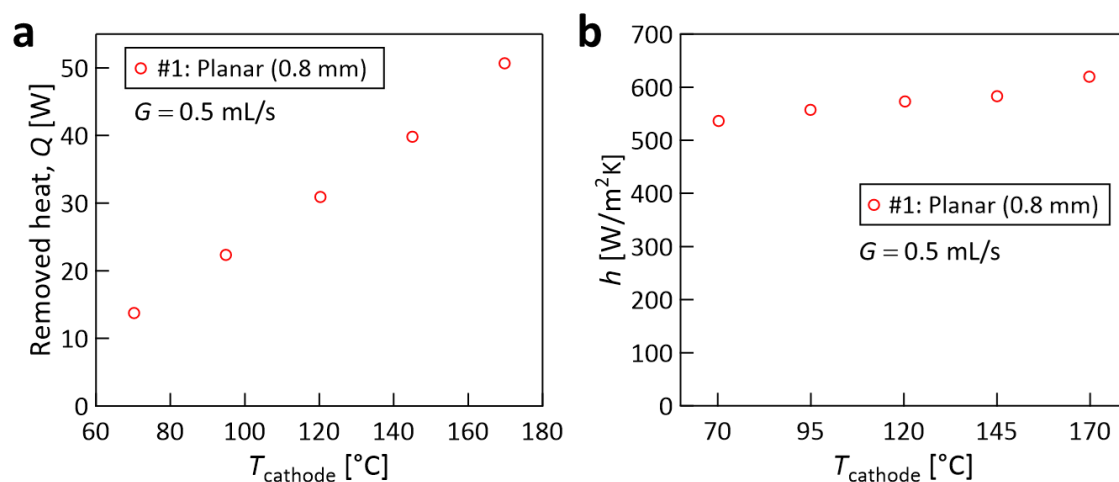 a
50
40
30
20
10
0
Removed heat, Q [W]
#1: Planar (0.8 mm)
G = 0.5 mL/s
60 80 100 120 140 160 180
Tcathode [°C]
b
700
600
500
400
300
200
100
0
h [W/m²K]
#1: Planar (0.8 mm)
G = 0.5 mL/s
70 95 120 145 170
Tcathode [°C]